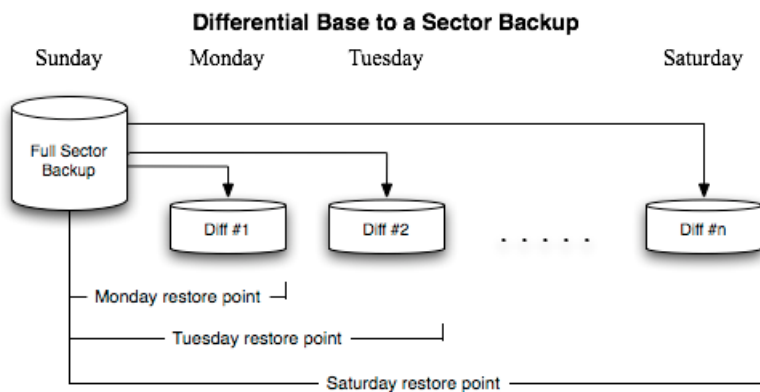 Differential Base to a Sector Backup
Sunday
Monday
Tuesday
Saturday
Full Sector
Backup
Diff #1
Diff #2
. . . . .
Diff #n
Monday restore point
Tuesday restore point
Saturday restore point